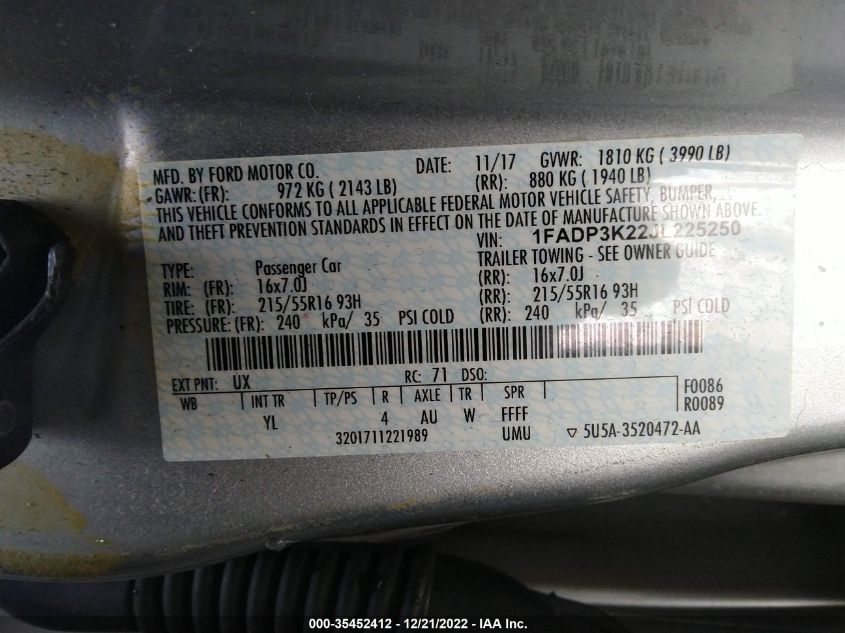 MFD. BY FORD MOTOR CO. DATE: 11/17 GVWR: 1810 KG ( 3990 LB)
GAWR: (FR): 972 KG ( 2143 LB) (RR): 880 KG ( 1940 LB)
THIS VEHICLE CONFORMS TO ALL APPLICABLE FEDERAL MOTOR VEHICLE SAFETY, BUMPER,
AND THEFT PREVENTION STANDARDS IN EFFECT ON THE DATE OF MANUFACTURE SHOWN ABOVE.
VIN: 1FADP3K22JL225250
TYPE: Passenger Car TRAILER TOWING - SEE OWNER GUIDE
RIM: (FR): 16x7.0J (RR): 16x7.0J
TIRE: (FR): 215/55R16 93H (RR): 215/55R16 93H
PRESSURE: (FR): 240 kPa/ 35 PSI COLD (RR): 240 kPa/ 35 PSI COLD
EXT PNT: UX RC: 71 DSO:
WB INT TR TP/PS R AXLE TR SPR F0086
YL 4 AU W FFFF R0089
3201711221989 UMU ▽ 5U5A-3520472-AA
000-35452412 - 12/21/2022 - IAA Inc.